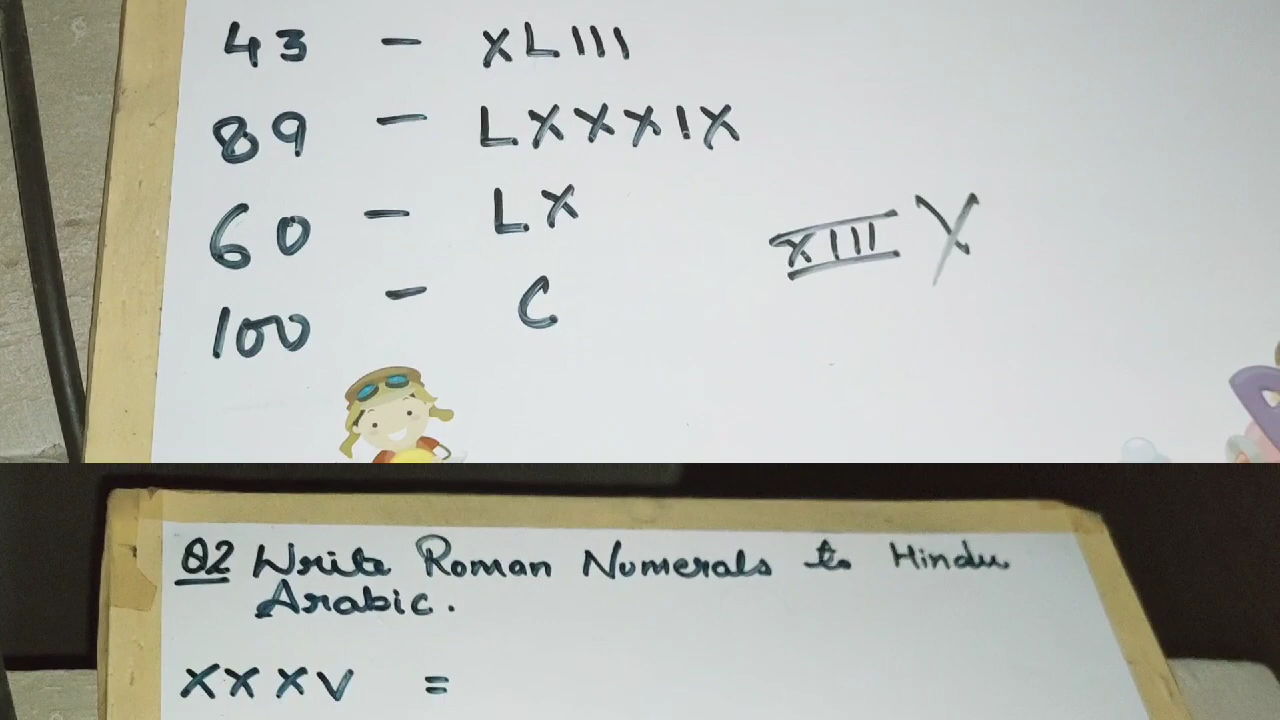 43 - XLIII
89 - LXXXIX
60 - LX
XIII
100 - C
Q2 Write Roman Numerals to Hindu
Arabic.
XXXV =